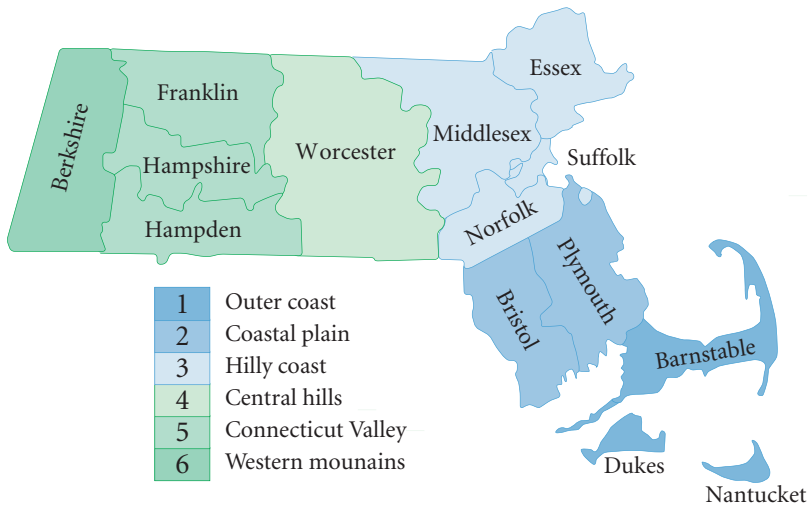 Essex
Franklin
Berkshire
Middlesex
Worcester
Hampshire
Suffolk
Norfolk
Hampden
Plymouth
Bristol
1 Outer coast
2 Coastal plain
3 Hilly coast
4 Central hills
5 Connecticut Valley
6 Western mounains
Barnstable
Dukes
Nantucket